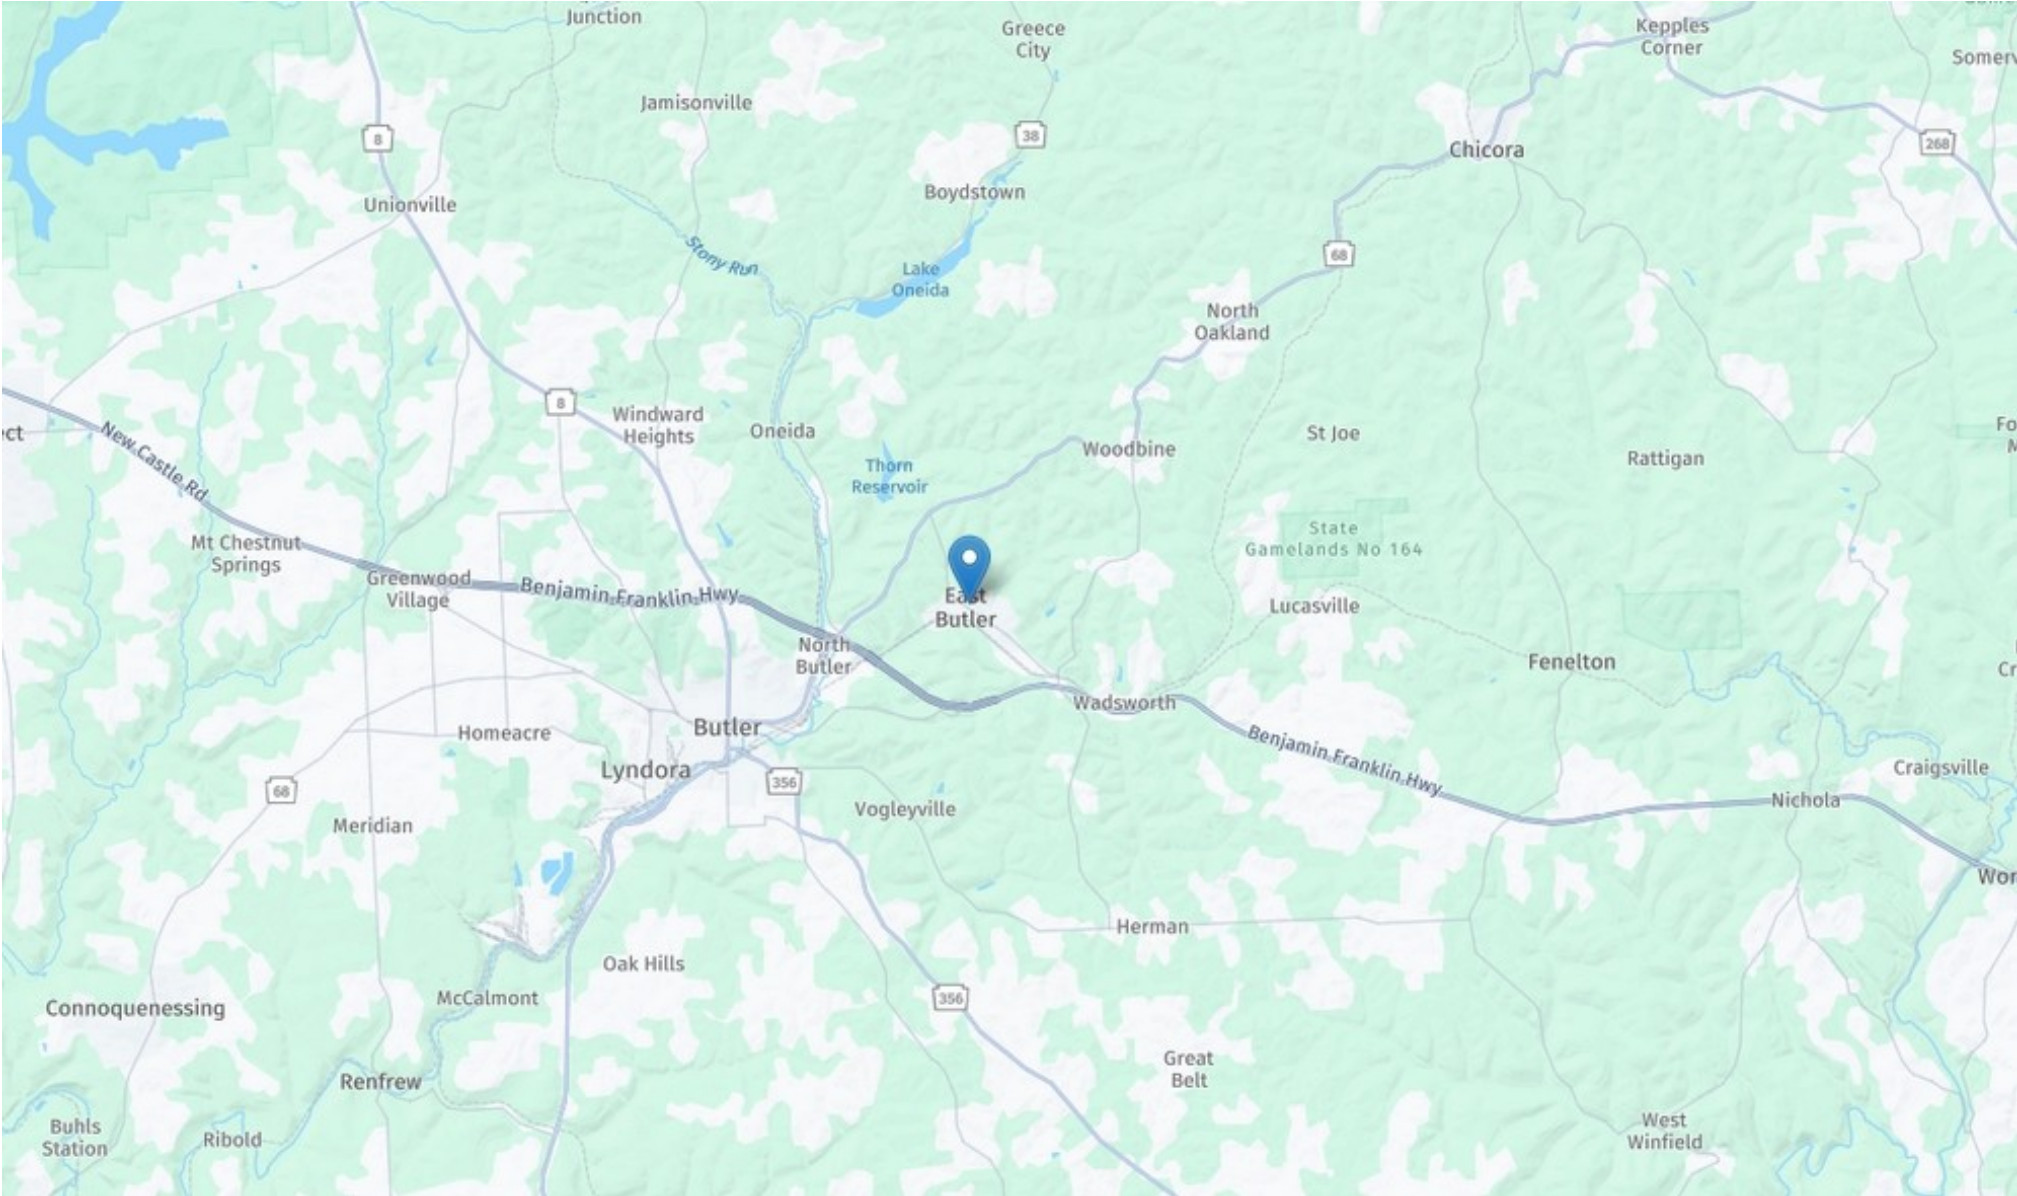 Junction
Greece
City
Kepples
Corner
Somerv
Jamisonville
8
38
268
Chicora
Boydstown
Unionville
Stony Run
68
Lake
Oneida
North
Oakland
8
Windward
Heights
Oneida
ect
New Castle Rd
Woodbine
St Joe
Rattigan
Fo
M
Thorn
Reservoir
State
Gamelands No 164
Mt Chestnut
Springs
Greenwood
Village
Benjamin Franklin Hwy
East
Butler
Lucasville
North
Butler
Fenelton
Cr
Wadsworth
Butler
Homeacre
Benjamin Franklin Hwy
Lyndora
356
68
Craigsville
Nichola
Vogleyville
Meridian
Wor
Herman
Oak Hills
McCalmont
356
Connoquenessing
Great
Belt
Renfrew
Buhls
Station
Ribold
West
Winfield